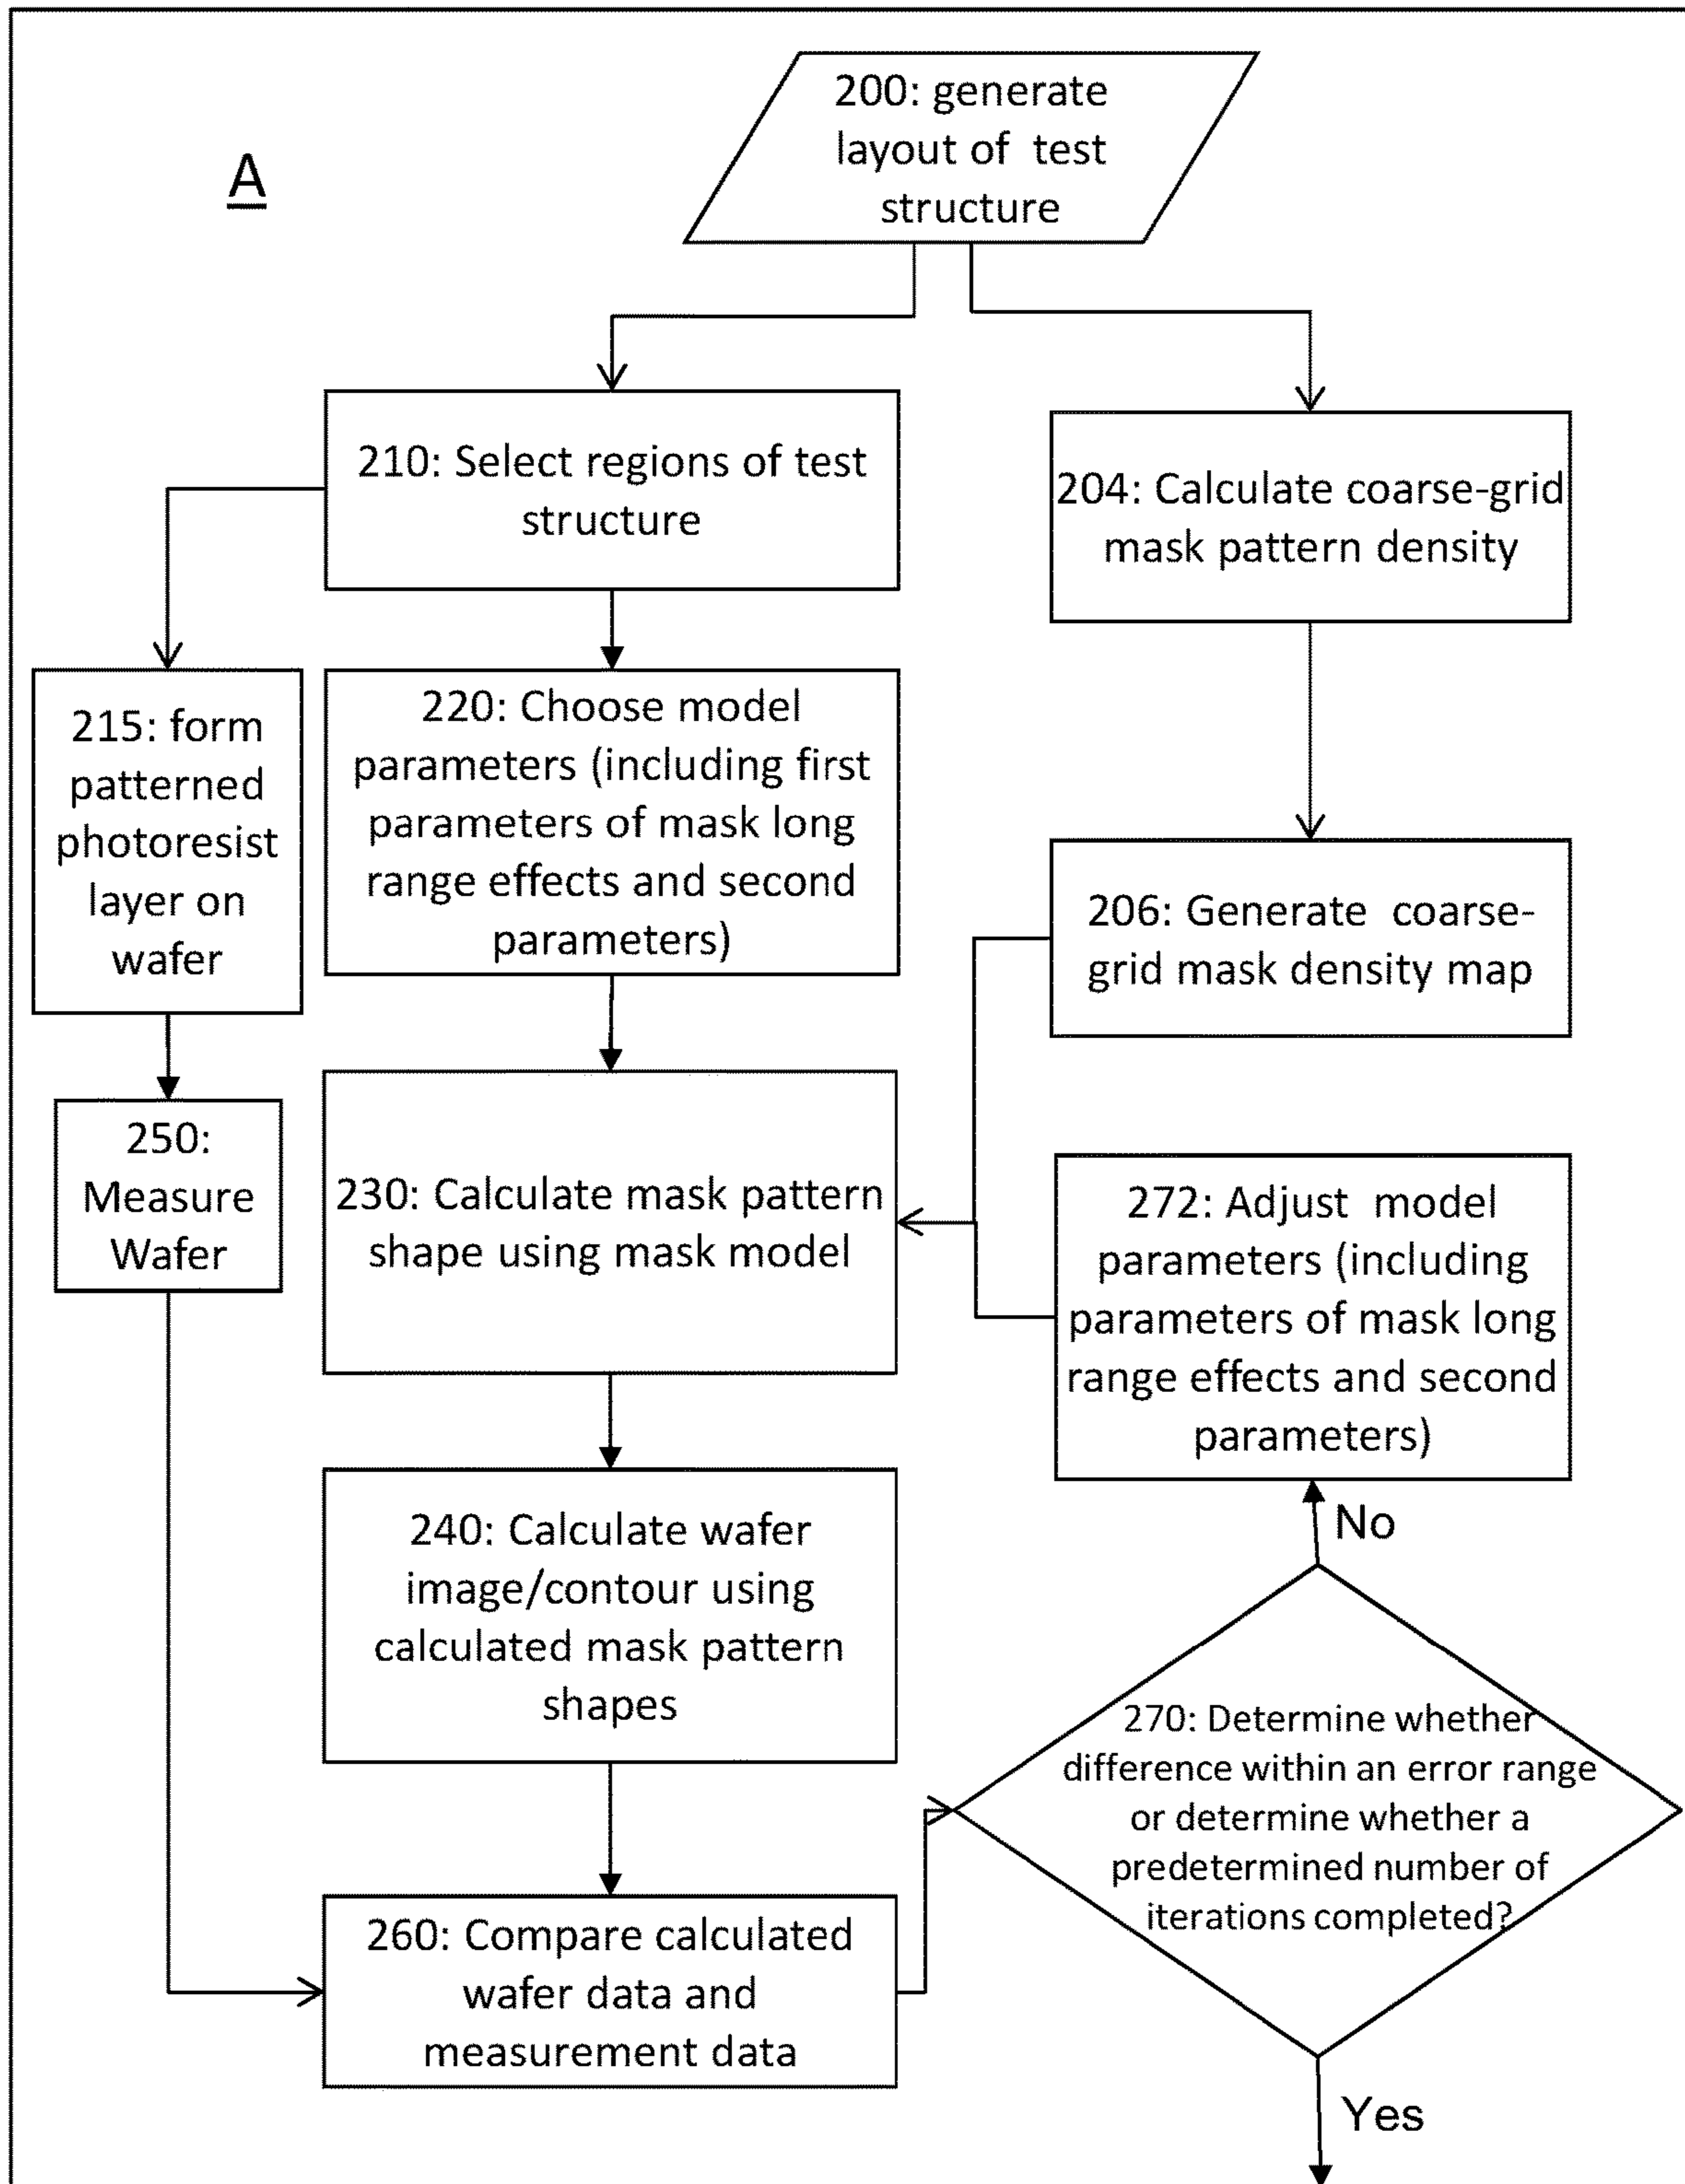 A
200: generate
layout of test
structure
210: Select regions of test
structure
204: Calculate coarse-grid
mask pattern density
215: form
patterned
photoresist
layer on
wafer
220: Choose model
parameters (including first
parameters of mask long
range effects and second
parameters)
206: Generate coarse-
grid mask density map
250:
Measure
Wafer
230: Calculate mask pattern
shape using mask model
272: Adjust model
parameters (including
parameters of mask long
range effects and second
parameters)
No
240: Calculate wafer
image/contour using
calculated mask pattern
shapes
270: Determine whether
difference within an error range
or determine whether a
predetermined number of
iterations completed?
260: Compare calculated
wafer data and
measurement data
Yes